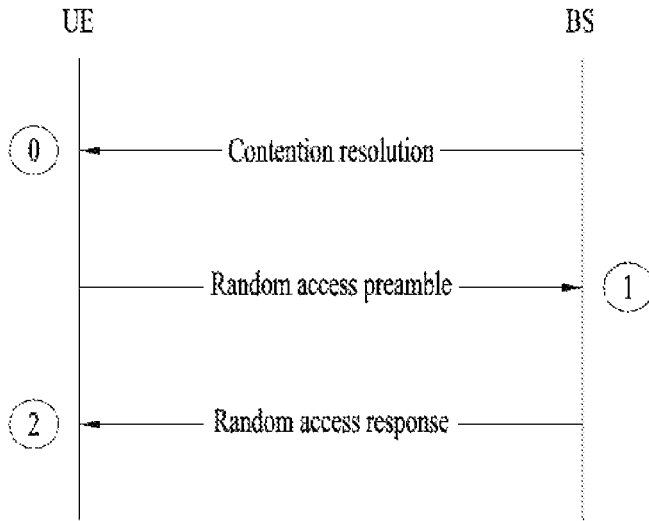 UE BS
0 Contention resolution
Random access preamble 1
2 Random access response